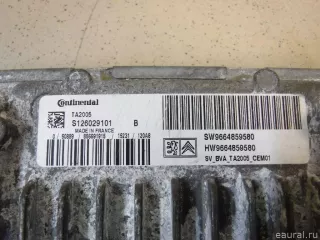 Continental
TA2005
S126029101 B
MADE IN FRANCE
SW9664859580
HW9664859580
SV_BVA_TA2005_CEM01
© eaural.ru